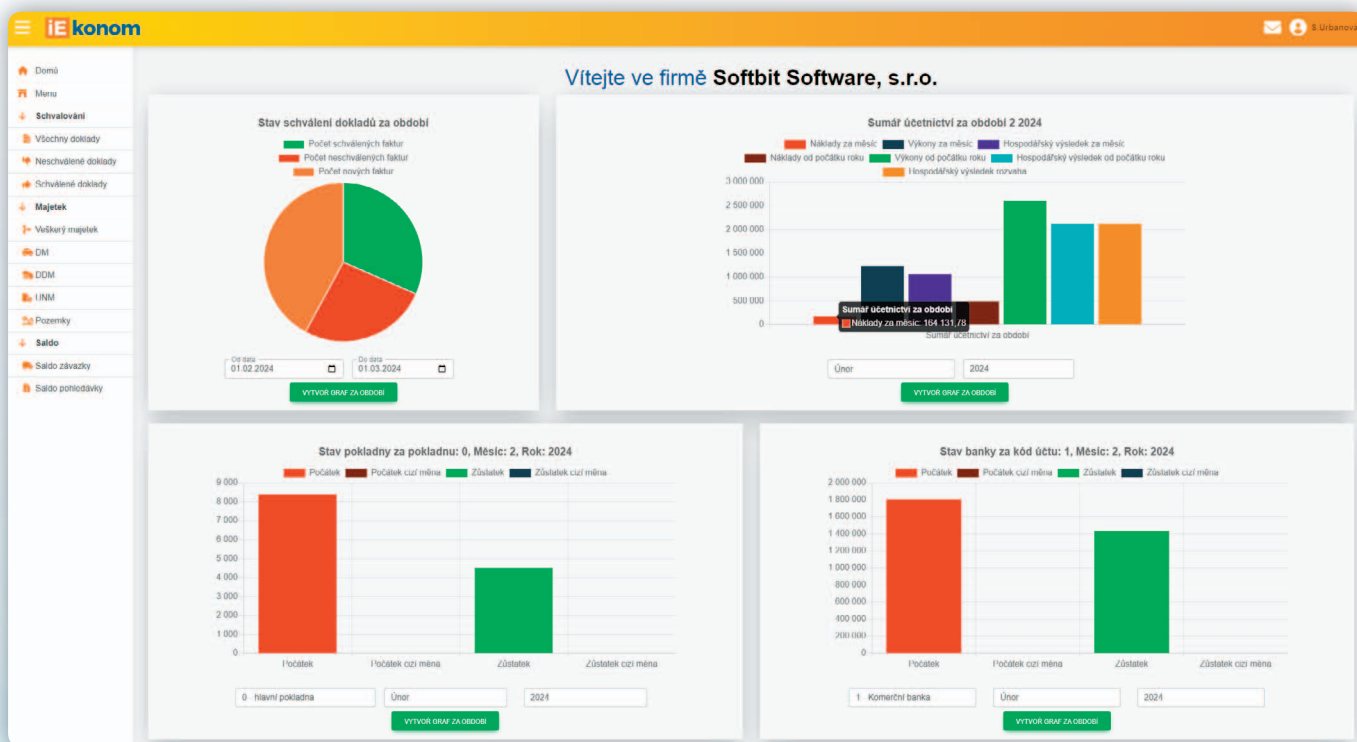 iEkonom
S.Urbanova
Domů
Menu
Schvalování
Všechny doklady
Neschválené doklady
Schválené doklady
Majetek
Veškerý majetek
DM
DDM
UNM
Pozemky
Saldo
Saldo závazky
Saldo pohledávky
Vítejte ve firmě Softbit Software, s.r.o.
Stav schválení dokladů za období
Počet schválených faktur
Počet neschválených faktur
Počet nových faktur
Od data
01.02.2024
Do data
01.03.2024
VYTVOŘ GRAF ZA OBDOBÍ
Sumář účetnictví za období 2 2024
Náklady za měsíc Výkony za měsíc Hospodářský výsledek za měsíc
Náklady od počátku roku Výkony od počátku roku Hospodářský výsledek od počátku roku
Hospodářský výsledek rozvaha
3 000 000
2 500 000
2 000 000
1 500 000
1 000 000
500 000
0
Sumář účetnictví za období
Náklady za měsíc: 164 131,78
Sumář účetnictví za období
Únor 2024
VYTVOŘ GRAF ZA OBDOBÍ
Stav pokladny za pokladnu: 0, Měsíc: 2, Rok: 2024
Počátek Počátek cizí měna Zůstatek Zůstatek cizí měna
9 000
8 000
7 000
6 000
5 000
4 000
3 000
2 000
1 000
0
Počátek Počátek cizí měna Zůstatek Zůstatek cizí měna
0 hlavní pokladna Únor 2024
VYTVOŘ GRAF ZA OBDOBÍ
Stav banky za kód účtu: 1, Měsíc: 2, Rok: 2024
Počátek Počátek cizí měna Zůstatek Zůstatek cizí měna
2 000 000
1 800 000
1 600 000
1 400 000
1 200 000
1 000 000
800 000
600 000
400 000
200 000
0
Počátek Počátek cizí měna Zůstatek Zůstatek cizí měna
1 Komerční banka Únor 2024
VYTVOŘ GRAF ZA OBDOBÍ